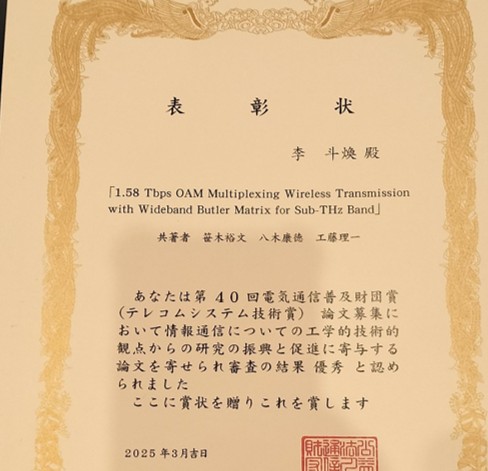 表彰状
李 斗煥 殿
「1.58 Tbps OAM Multiplexing Wireless Transmission
with Wideband Butler Matrix for Sub-THz Band」
共著者 笹木裕文 八木康徳 工藤理一
あなたは第40回電気通信普及財団賞
(テレコムシステム技術賞) 論文募集に
おいて情報通信についての工学的技術的
観点からの研究の振興と促進に寄与する
論文を寄せられ審査の結果 優秀 と認め
られました
ここに賞状を贈りこれを賞します
2025年3月吉日